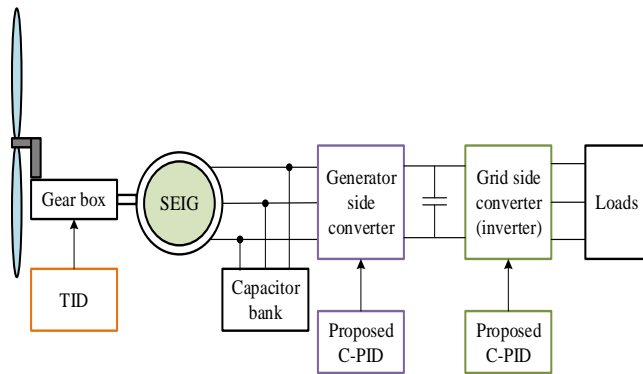 Gear box
SEIG
Generator
side
converter
Grid side
converter
(inverter)
Loads
TID
Capacitor
bank
Proposed
C-PID
Proposed
C-PID